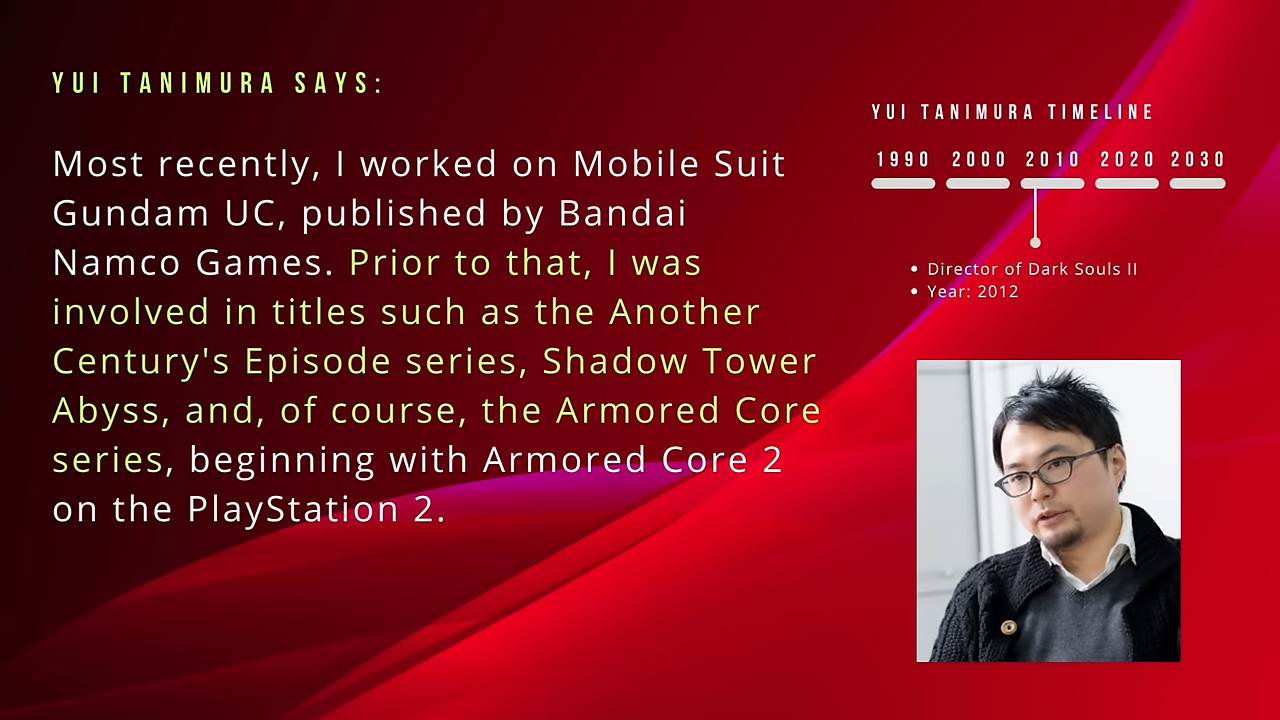 YUI TANIMURA SAYS:
Most recently, I worked on Mobile Suit
Gundam UC, published by Bandai
Namco Games. Prior to that, I was
involved in titles such as the Another
Century's Episode series, Shadow Tower
Abyss, and, of course, the Armored Core
series, beginning with Armored Core 2
on the PlayStation 2.
YUI TANIMURA TIMELINE
1990 2000 2010 2020 2030
• Director of Dark Souls II
• Year: 2012